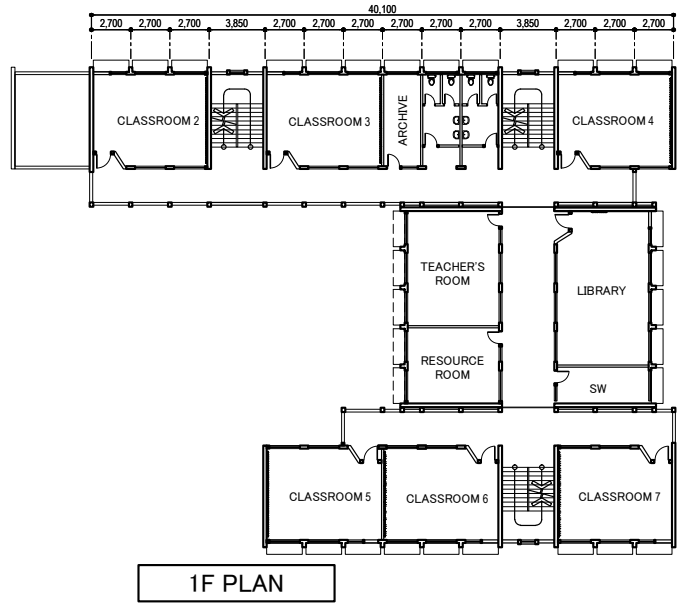 40,100
2,700 2,700 2,700 3,850 2,700 2,700 2,700 2,700 2,700 2,700 3,850 2,700 2,700 2,700
CLASSROOM 2
CLASSROOM 3
ARCHIVE
CLASSROOM 4
TEACHER'S
ROOM
LIBRARY
RESOURCE
ROOM
SW
CLASSROOM 5
CLASSROOM 6
CLASSROOM 7
1F PLAN